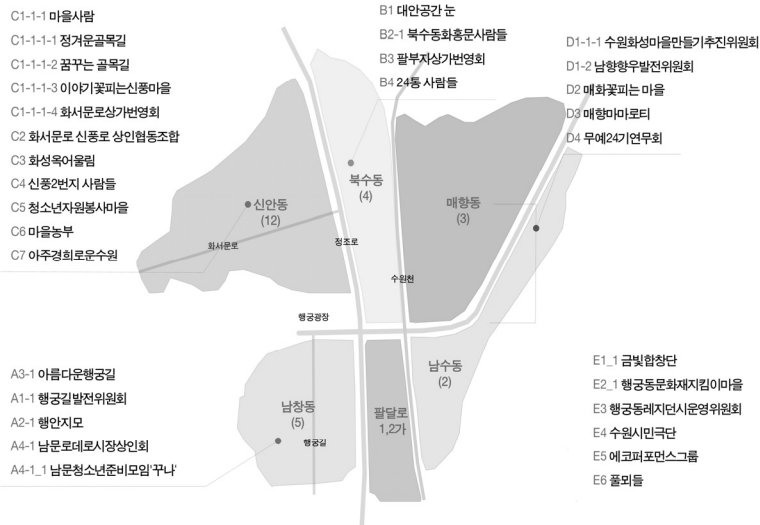 C1-1-1 마을사람
C1-1-1-1 정겨운골목길
C1-1-1-2 꿈꾸는 골목길
C1-1-1-3 이야기꽃피는신풍마을
C1-1-1-4 화서문로상가번영회
C2 화서문로 신풍로 상인협동조합
C3 화성옥어울림
C4 신풍2번지 사람들
C5 청소년자원봉사마을
C6 마을농부
C7 아주경희로운수원
B1 대안공간 눈
B2-1 북수동화홍문사람들
B3 팔부자상가번영회
B4 24통 사람들
D1-1-1 수원화성마을만들기추진위원회
D1-2 남향향우발전위원회
D2 매화꽃피는 마을
D3 매향마마로티
D4 무예24기연무회
신안동
(12)
북수동
(4)
매향동
(3)
화서문로
정조로
수원천
행궁광장
남수동
(2)
남창동
(5)
팔달로
1,2가
행궁길
A3-1 아름다운행궁길
A1-1 행궁길발전위원회
A2-1 행안지모
A4-1 남문로데오시장상인회
A4-1_1 남문청소년준비모임'꾸나'
E1_1 금빛합창단
E2_1 행궁동문화재지킴이마을
E3 행궁동레지던시운영위원회
E4 수원시민극단
E5 에코퍼포먼스그룹
E6 풀뫼들